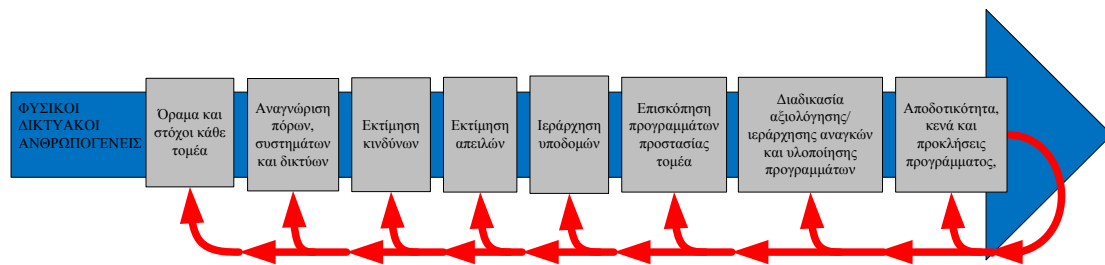 ΦΥΣΙΚΟΙ
ΔΙΚΤΥΑΚΟΙ
ΑΝΘΡΩΠΟΓΕΝΕΙΣ
Όραμα και
στόχοι κάθε
τομέα
Αναγνώριση
πόρων,
συστημάτων
και δικτύων
Εκτίμηση
κινδύνων
Εκτίμηση
απειλών
Ιεράρχηση
υποδομών
Επισκόπηση
προγραμμάτων
προστασίας
τομέα
Διαδικασία
αξιολόγησης/
ιεράρχησης αναγκών
και υλοποίησης
προγραμμάτων
Αποδοτικότητα,
κενά και
προκλήσεις
προγράμματος,